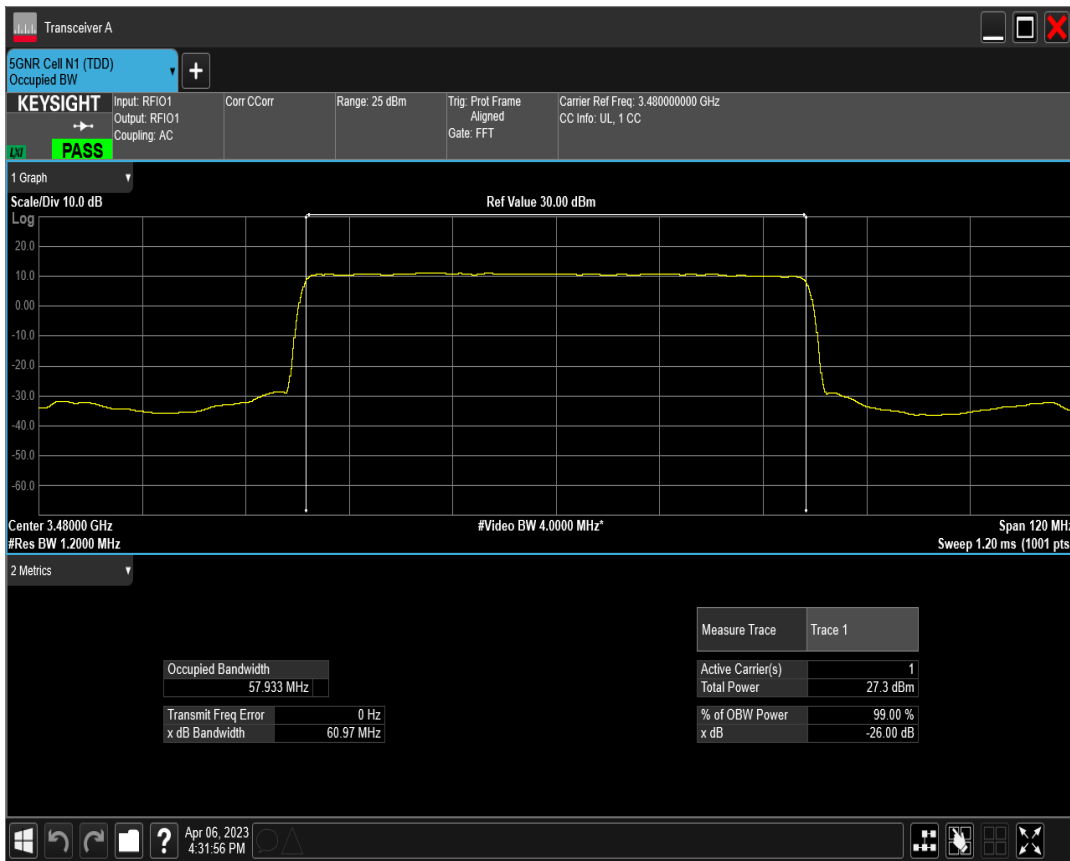 Transceiver A
5GNR Cell N1 (TDD)
Occupied BW
+
KEYSIGHT
LXI
PASS
Input: RFIO1
Output: RFIO1
Coupling: AC
Corr CCorr
Range: 25 dBm
Trig: Prot Frame
Aligned
Gate: FFT
Carrier Ref Freq: 3.480000000 GHz
CC Info: UL, 1 CC
1 Graph
Scale/Div 10.0 dB
Ref Value 30.00 dBm
Log
20.0
10.0
0.00
-10.0
-20.0
-30.0
-40.0
-50.0
-60.0
Center 3.48000 GHz
#Video BW 4.0000 MHz*
Span 120 MHz
#Res BW 1.2000 MHz
Sweep 1.20 ms (1001 pts
2 Metrics
Measure Trace Trace 1
Occupied Bandwidth
57.933 MHz
Active Carrier(s) 1
Total Power 27.3 dBm
Transmit Freq Error 0 Hz
x dB Bandwidth 60.97 MHz
% of OBW Power 99.00 %
x dB -26.00 dB
?
Apr 06, 2023
4:31:56 PM